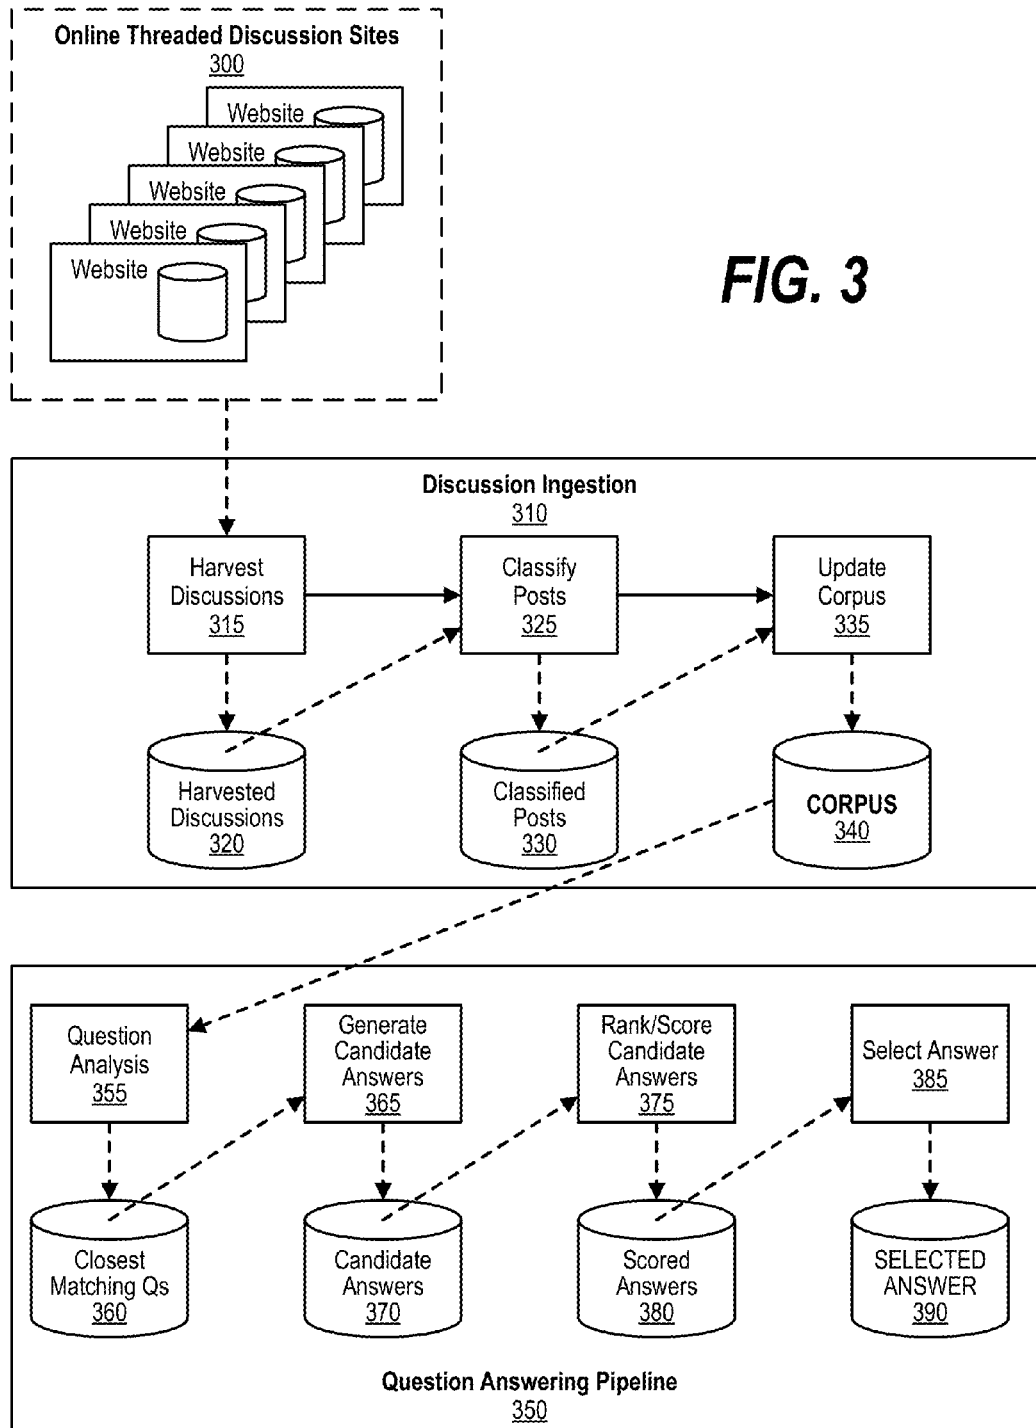 Online Threaded Discussion Sites
300
Website
Website
Website
Website
Website
FIG. 3
Discussion Ingestion
310
Harvest
Discussions
315
Classify
Posts
325
Update
Corpus
335
Harvested
Discussions
320
Classified
Posts
330
CORPUS
340
Question
Analysis
355
Generate
Candidate
Answers
365
Rank/Score
Candidate
Answers
375
Select Answer
385
Closest
Matching Qs
360
Candidate
Answers
370
Scored
Answers
380
SELECTED
ANSWER
390
Question Answering Pipeline
350